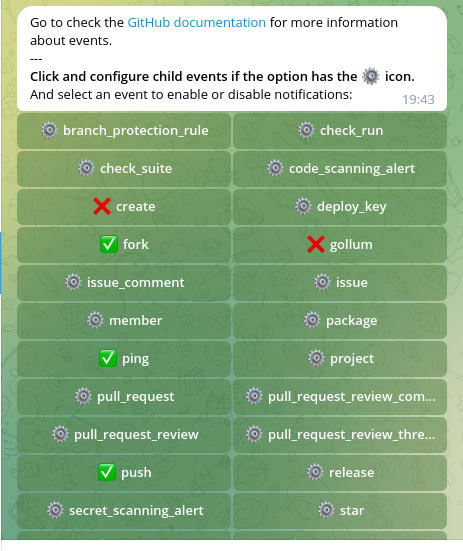 Go to check the GitHub documentation for more information
about events.
---
Click and configure child events if the option has the ⚙️ icon.
And select an event to enable or disable notifications:
19:43
branch_protection_rule
check_run
check_suite
code_scanning_alert
create
deploy_key
fork
gollum
issue_comment
issue
member
package
ping
project
pull_request
pull_request_review_com...
pull_request_review
pull_request_review_thre...
push
release
secret_scanning_alert
star